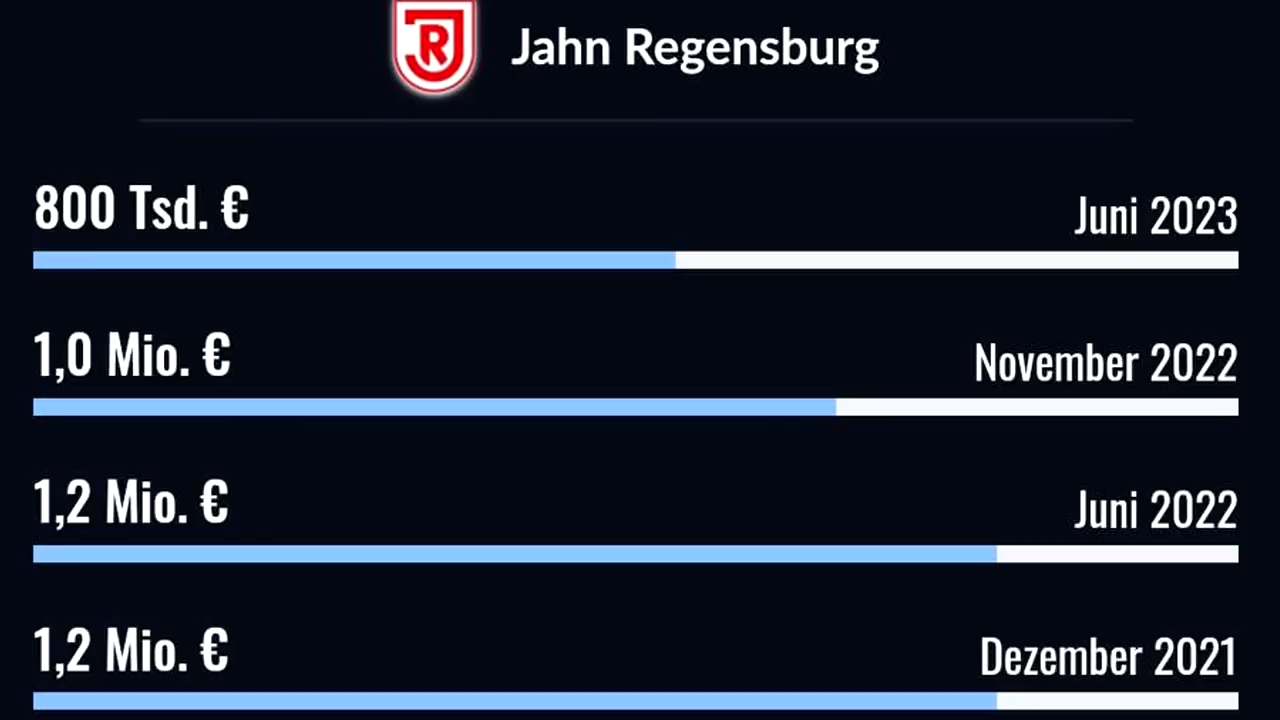 Jahn Regensburg
800 Tsd. € Juni 2023
1,0 Mio. € November 2022
1,2 Mio. € Juni 2022
1,2 Mio. € Dezember 2021